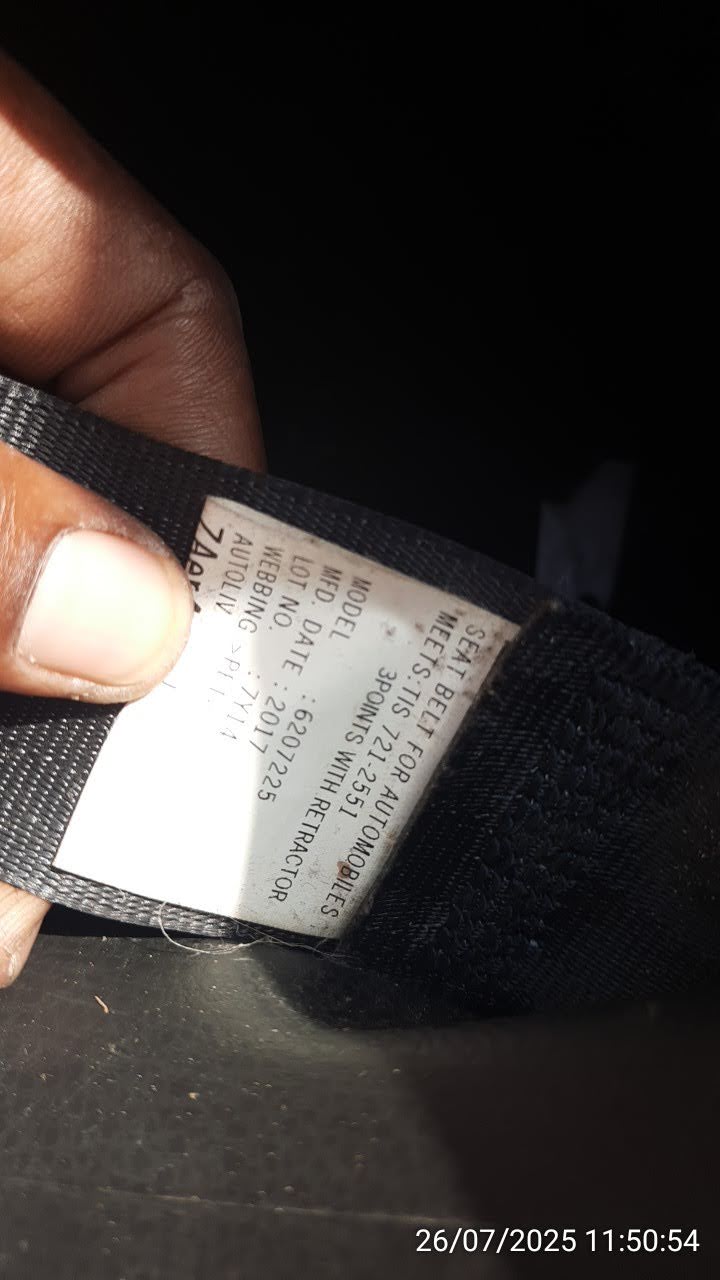 SEAT BELT FOR AUTOMOBILES
MEETS:TIS 721-2551
3POINTS WITH RETRACTOR
MODEL : 6207225
MFD. DATE : 2017
LOT NO. : 7Y14
WEBBING
AUTOLIV
26/07/2025 11:50:54